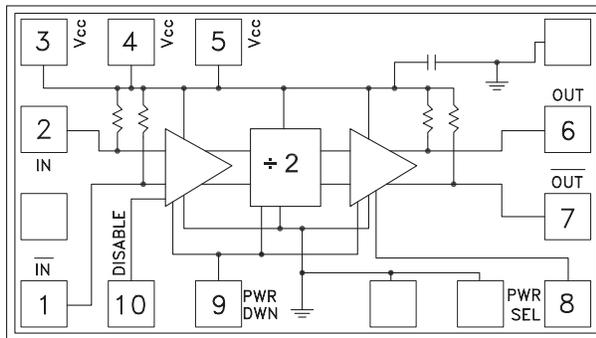 3 Vcc 4 Vcc 5 Vcc
OUT
2
6
IN
÷ 2
OUT
7
IN
DISABLE
1
10
9 PWR DWN
PWR SEL 8